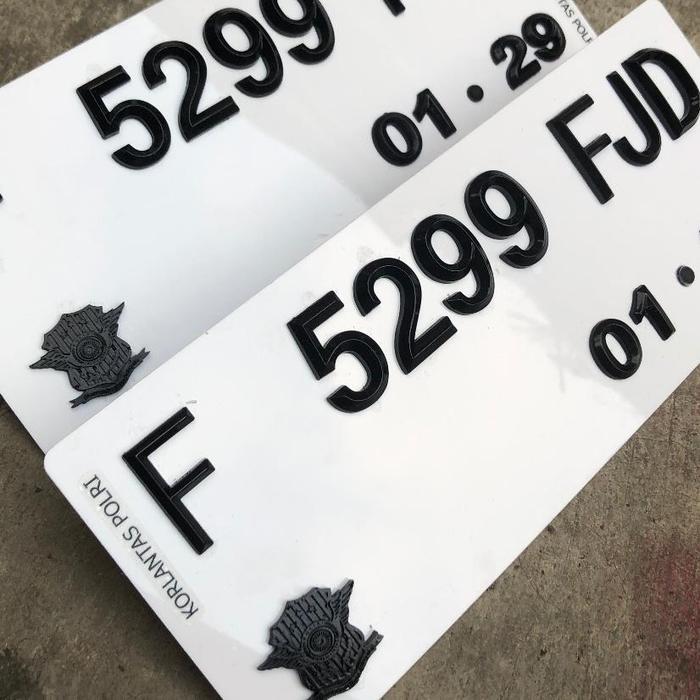 5299
01 • 29
F 5299 FJD
01 •
KORLANTAS POLRI